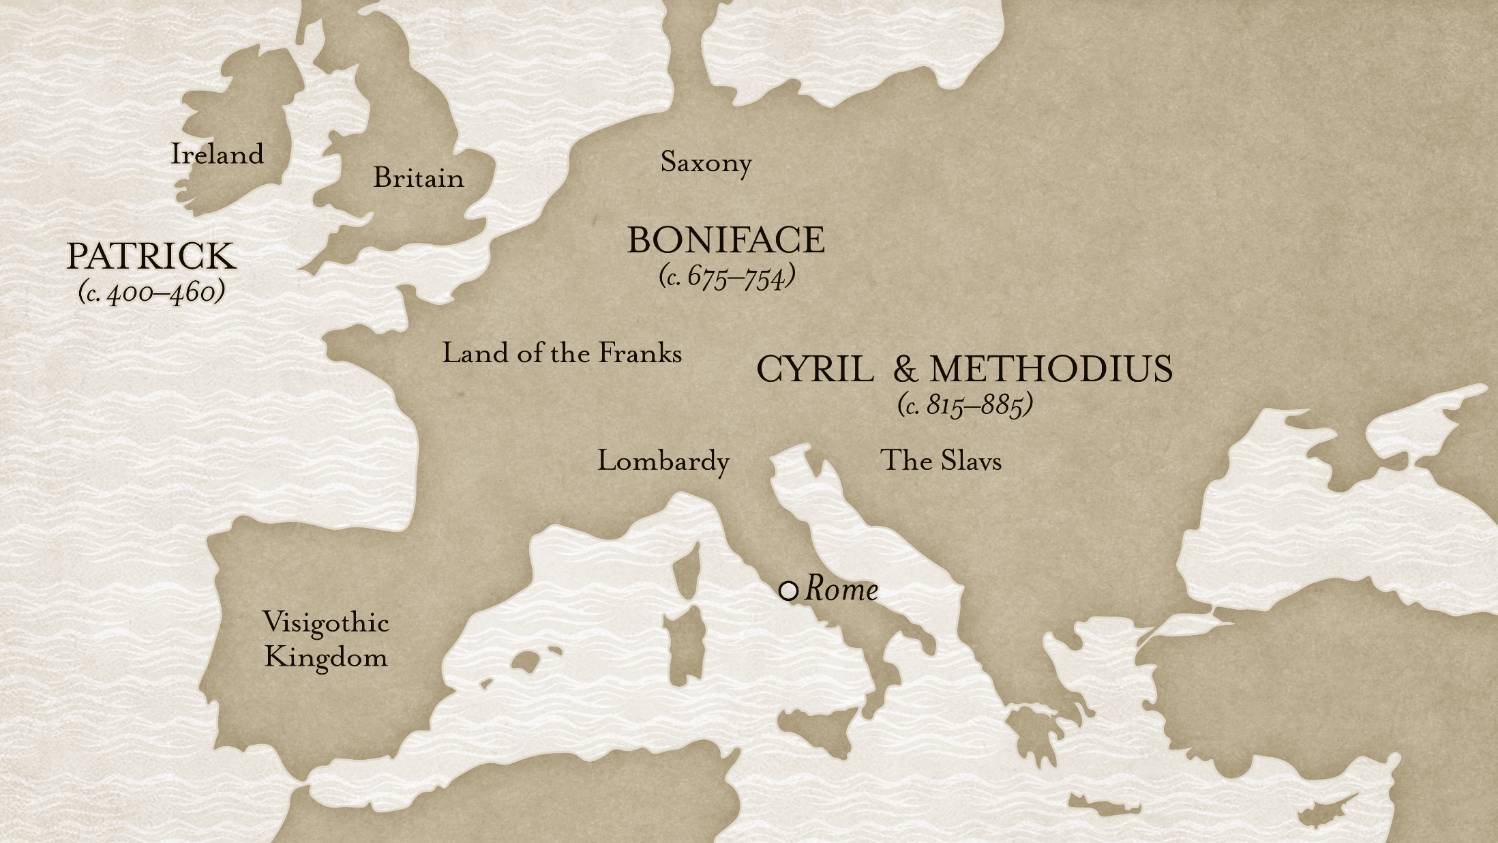 Ireland
Britain
Saxony
PATRICK
(c. 400–460)
BONIFACE
(c. 675–754)
Land of the Franks
CYRIL & METHODIUS
(c. 815–885)
Lombardy
The Slavs
Rome
Visigothic
Kingdom